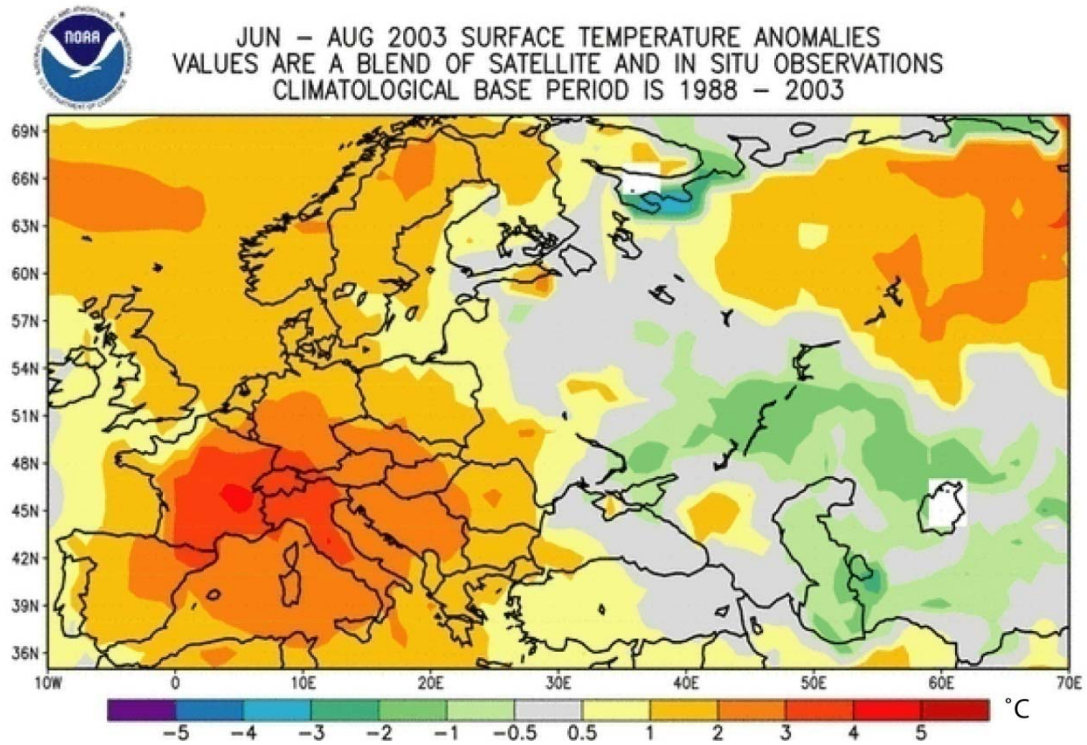 NOAA
JUN – AUG 2003 SURFACE TEMPERATURE ANOMALIES
VALUES ARE A BLEND OF SATELLITE AND IN SITU OBSERVATIONS
CLIMATOLOGICAL BASE PERIOD IS 1988 – 2003
69N
66N
63N
60N
57N
54N
51N
48N
45N
42N
39N
36N
10W 0 10E 20E 30E 40E 50E 60E 70E
-5 -4 -3 -2 -1 -0.5 0.5 1 2 3 4 5 °C